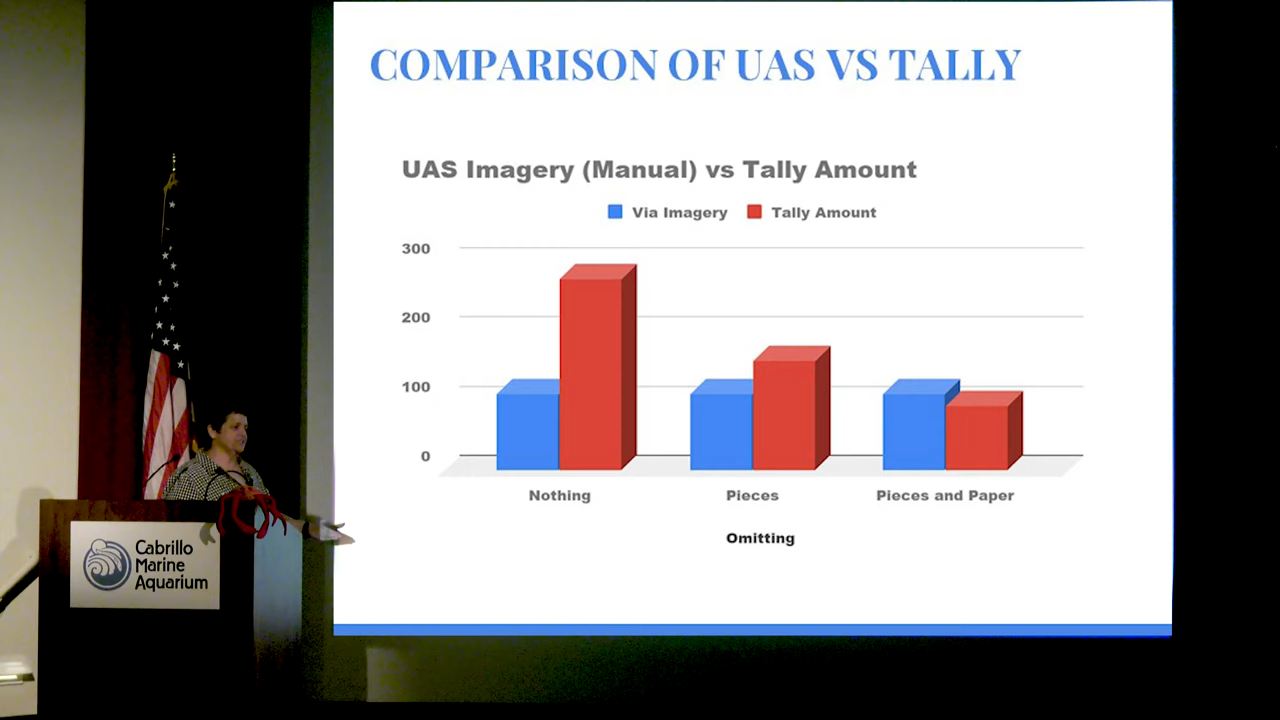 COMPARISON OF UAS VS TALLY
UAS Imagery (Manual) vs Tally Amount
Via Imagery Tally Amount
300
200
100
0
Nothing Pieces Pieces and Paper
Omitting
Cabrillo
Marine
Aquarium